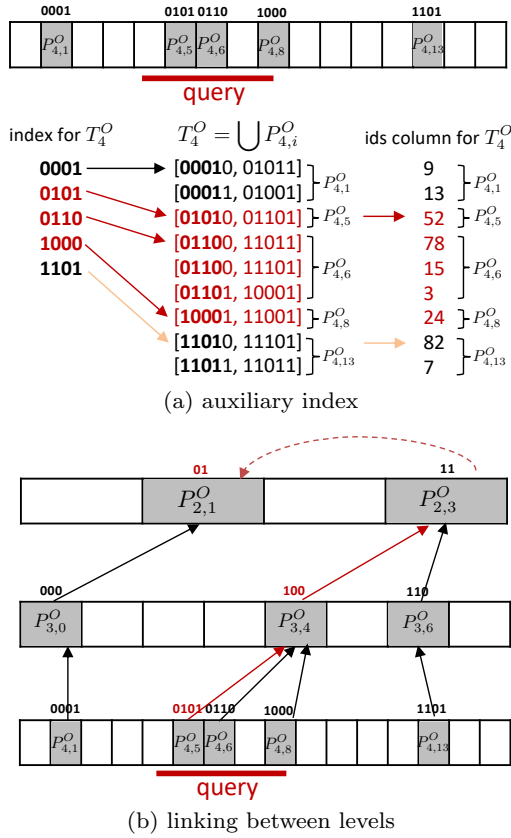 0001 0101 0110 1000 1101
P^O_{4,1} P^O_{4,5} P^O_{4,6} P^O_{4,8} P^O_{4,13}
query
index for T^O_4 T^O_4 = ⋃ P^O_{4,i} ids column for T^O_4
0001 [00010, 01011] 9
P^O_{4,1} P^O_{4,1}
0101 [00011, 01001] 13
0110 [01010, 01101] P^O_{4,5} 52 P^O_{4,5}
1000 [01100, 11011] 78
1101 [01100, 11101] P^O_{4,6} 15 P^O_{4,6}
[01101, 10001] 3
[10001, 11001] P^O_{4,8} 24 P^O_{4,8}
[11010, 11101] 82
P^O_{4,13} P^O_{4,13}
[11011, 11011] 7
(a) auxiliary index
01 11
P^O_{2,1} P^O_{2,3}
000 100 110
P^O_{3,0} P^O_{3,4} P^O_{3,6}
0001 0101 0110 1000 1101
P^O_{4,1} P^O_{4,5} P^O_{4,6} P^O_{4,8} P^O_{4,13}
query
(b) linking between levels